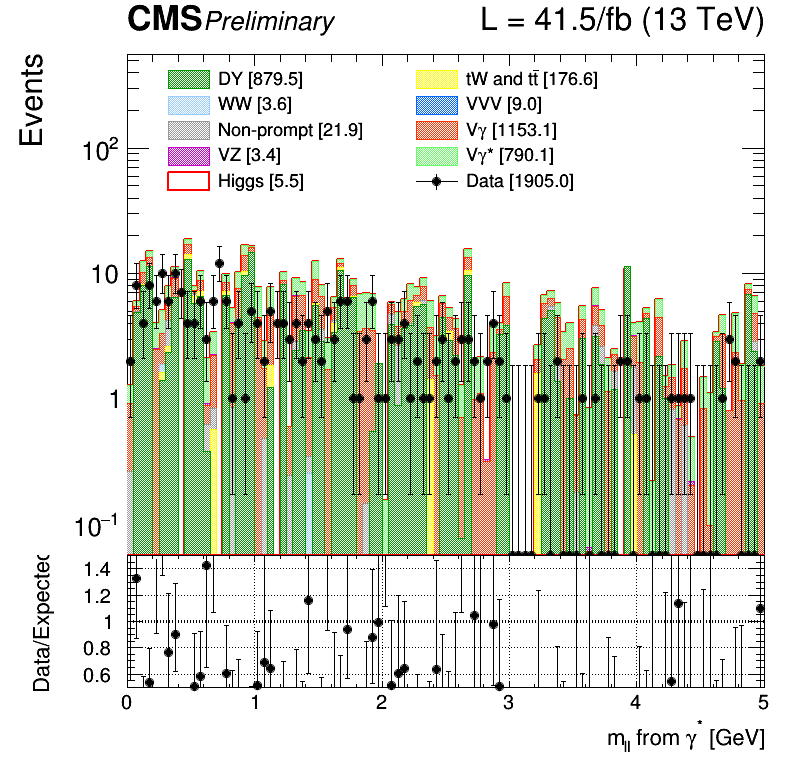 CMS Preliminary L = 41.5/fb (13 TeV)
Events
DY [879.5] tW and tt̄ [176.6]
WW [3.6] VVV [9.0]
Non-prompt [21.9] Vγ [1153.1]
VZ [3.4] Vγ* [790.1]
Higgs [5.5] Data [1905.0]
10²
10
1
10⁻¹
Data/Expected
1.4
1.2
1
0.8
0.6
0 1 2 3 4 5
m_ll from γ* [GeV]